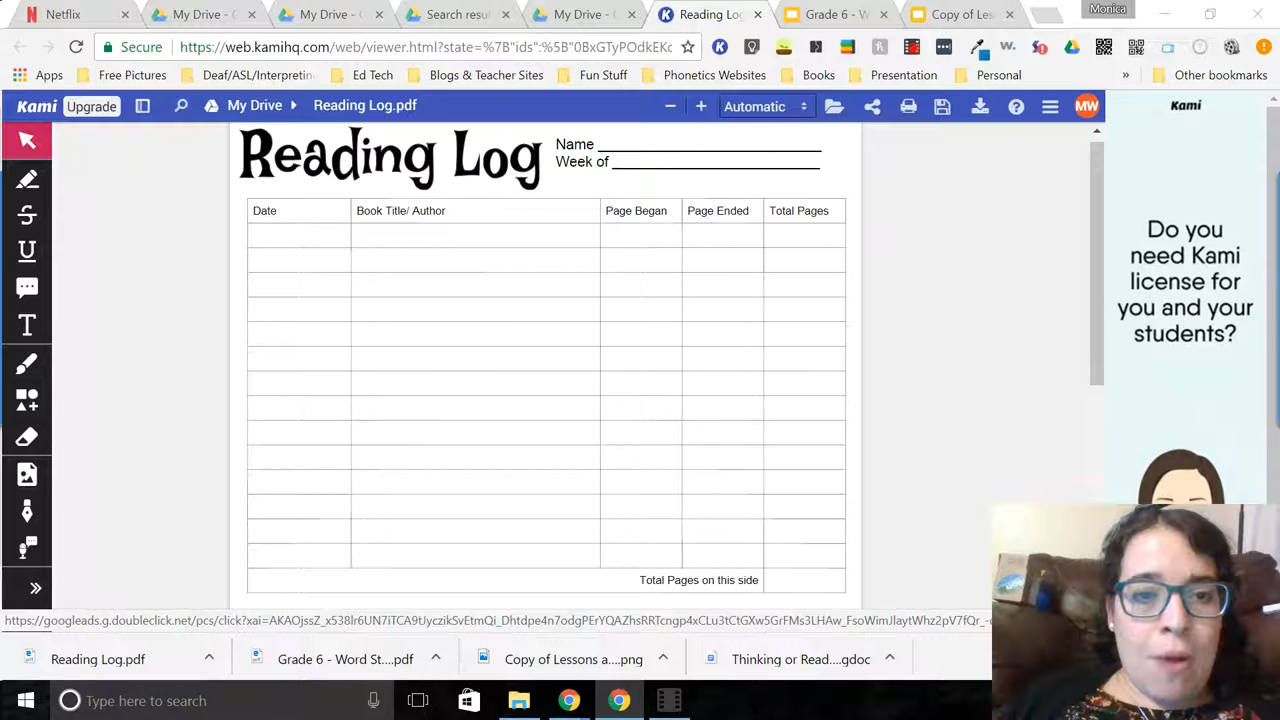 Monica
Netflix
My Drive - G
My Drive - G
Search resul
My Drive - G
Reading Log
Grade 6 - W
Copy of Less
Secure
https://web.kamihq.com/web/viewer.html?state=%7B"ids":%5B"0BxGTyPOdkEKc
Apps
Free Pictures
Deaf/ASL/Interpretin
Ed Tech
Blogs & Teacher Sites
Fun Stuff
Phonetics Websites
Books
Presentation
Personal
»
Other bookmarks
Kami
Upgrade
My Drive
Reading Log.pdf
Automatic
MW
Kami
Reading Log
Name
Week of
Date
Book Title/ Author
Page Began
Page Ended
Total Pages
Total Pages on this side
Do you
need Kami
license for
you and your
students?
Reading Log.pdf
Grade 6 - Word St....pdf
Copy of Lessons a....png
Thinking or Read....gdoc
Type here to search